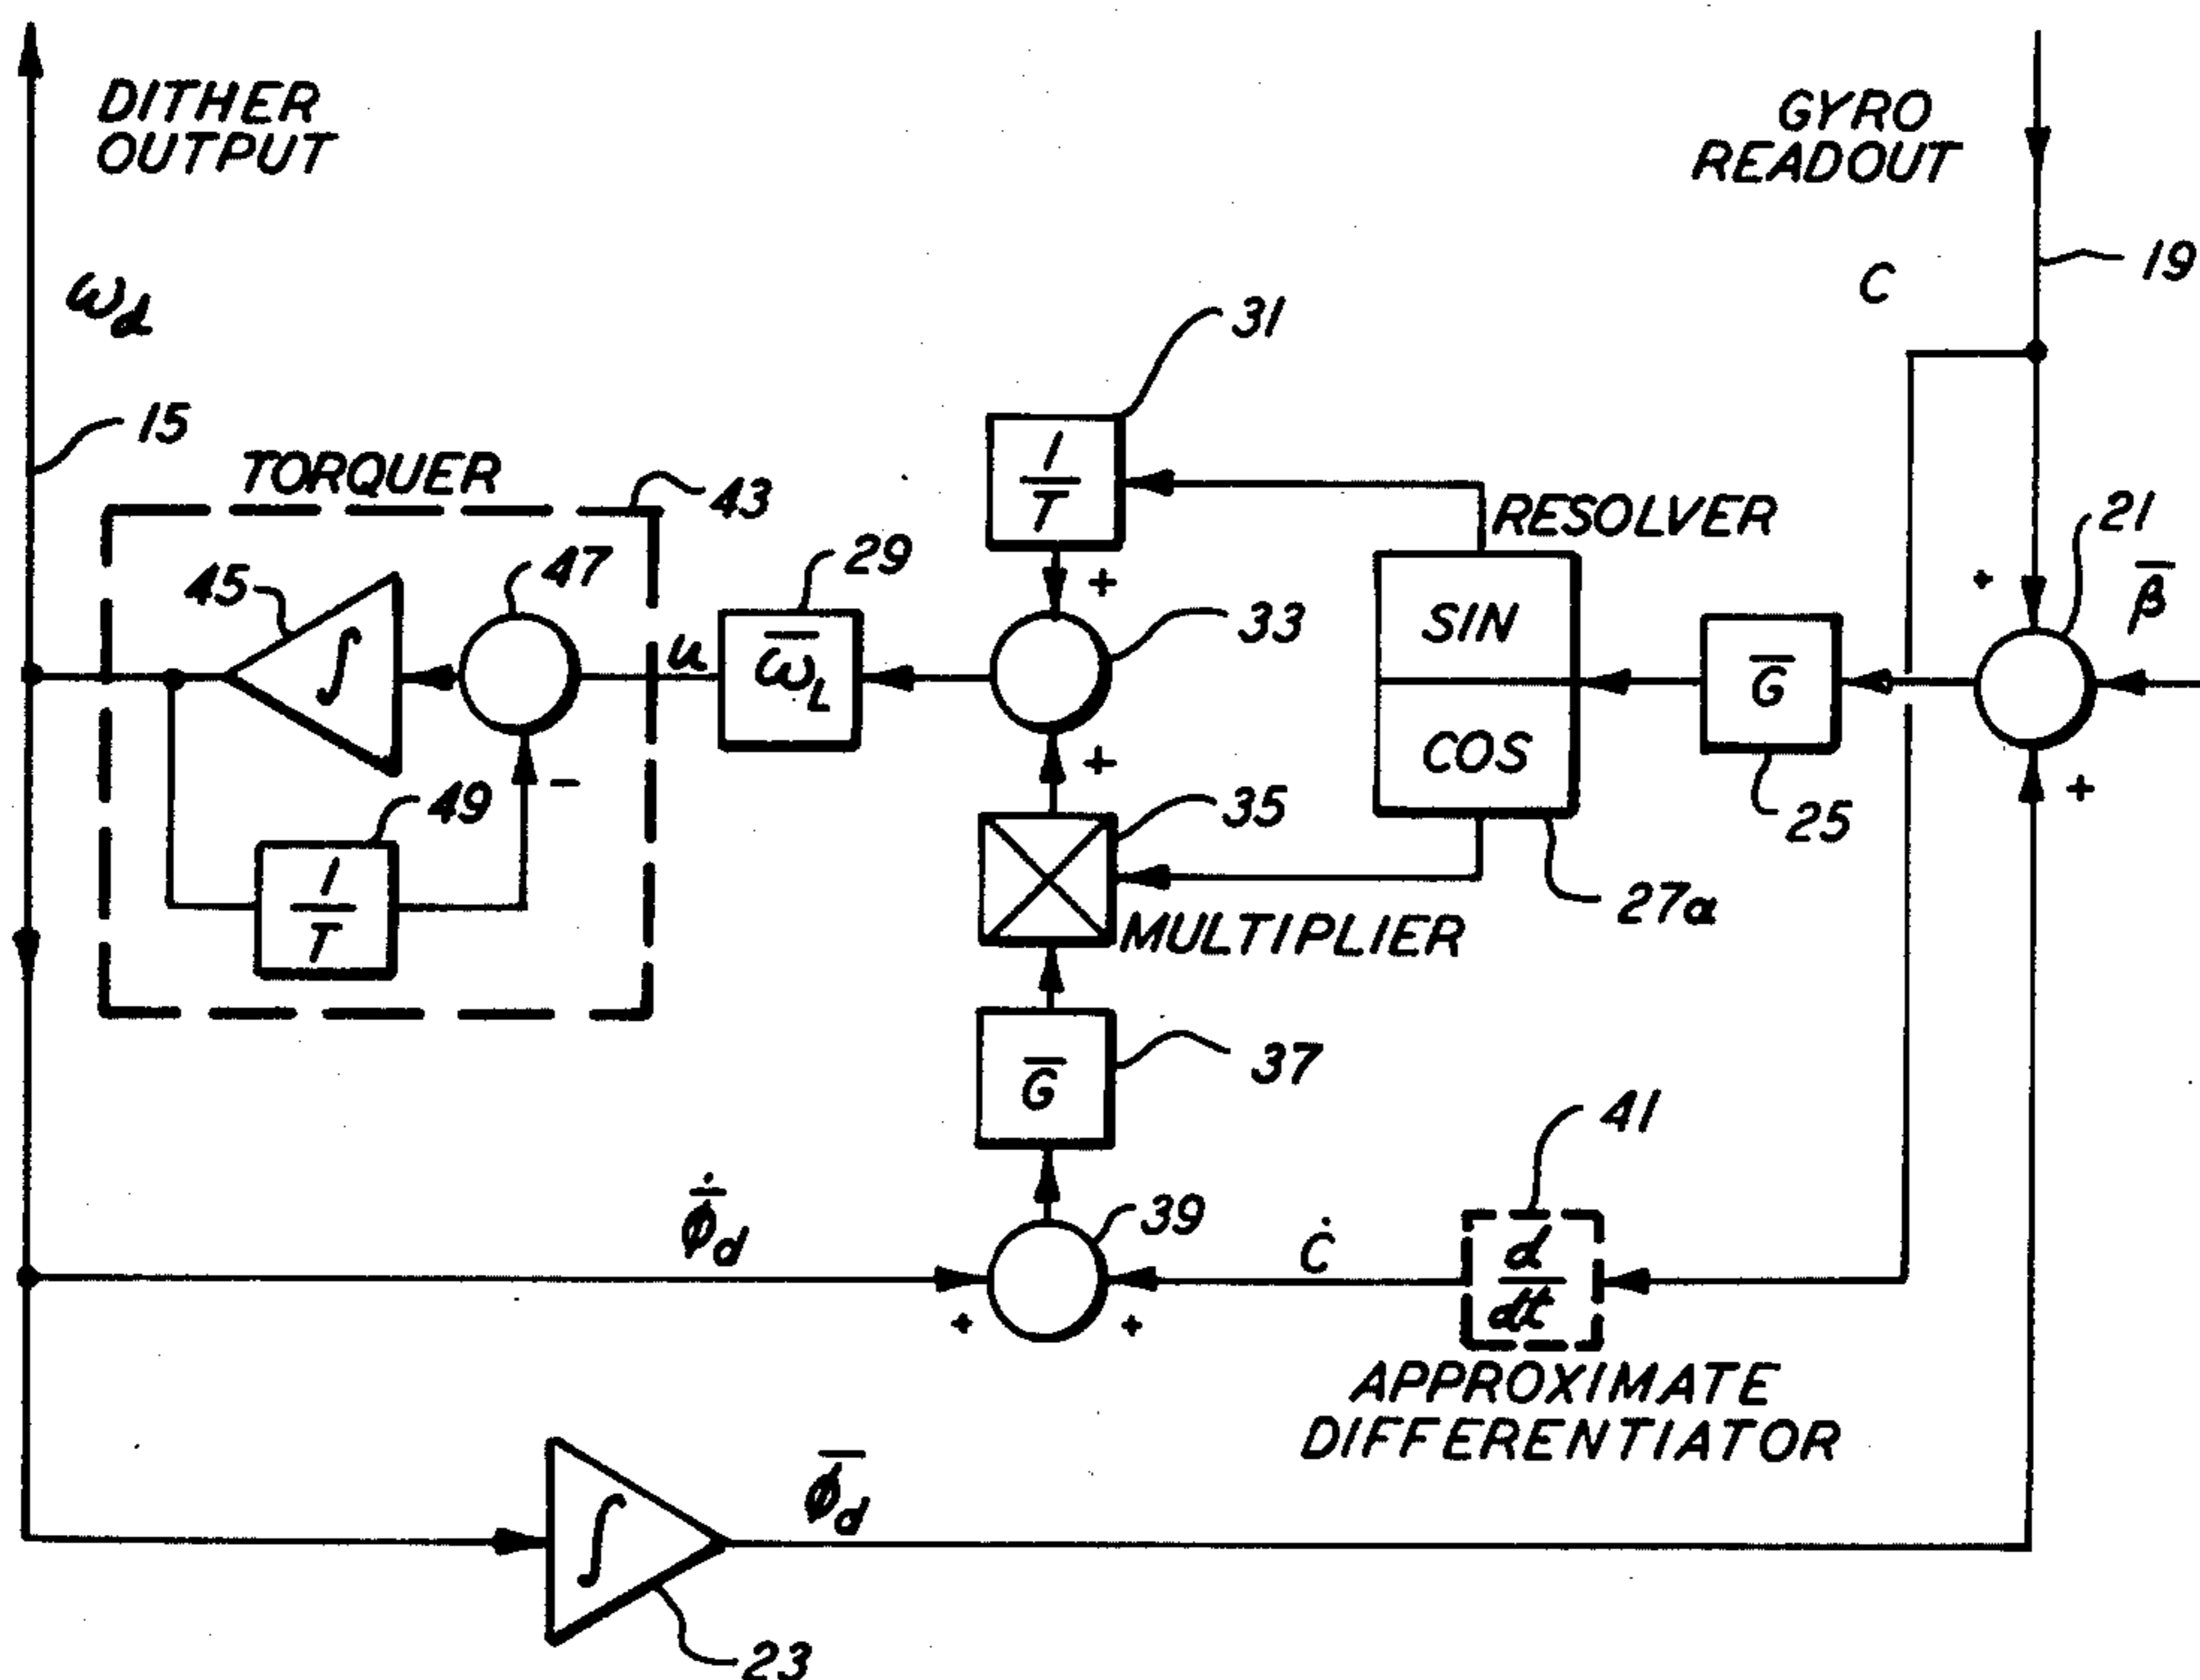 DITHER
OUTPUT
GYRO
READOUT
ω_d
C
19
15
31
TORQUER
43
1
T
RESOLVER
21
β̅
+
45
∫
47
29
u
ω̅_L
+
33
SIN
COS
G̅
25
+
-
49
1
T
+
35
27a
MULTIPLIER
G̅
37
41
φ̇̅_d
39
Ċ
d
dt
+
+
APPROXIMATE
DIFFERENTIATOR
∫
φ̅_d
23